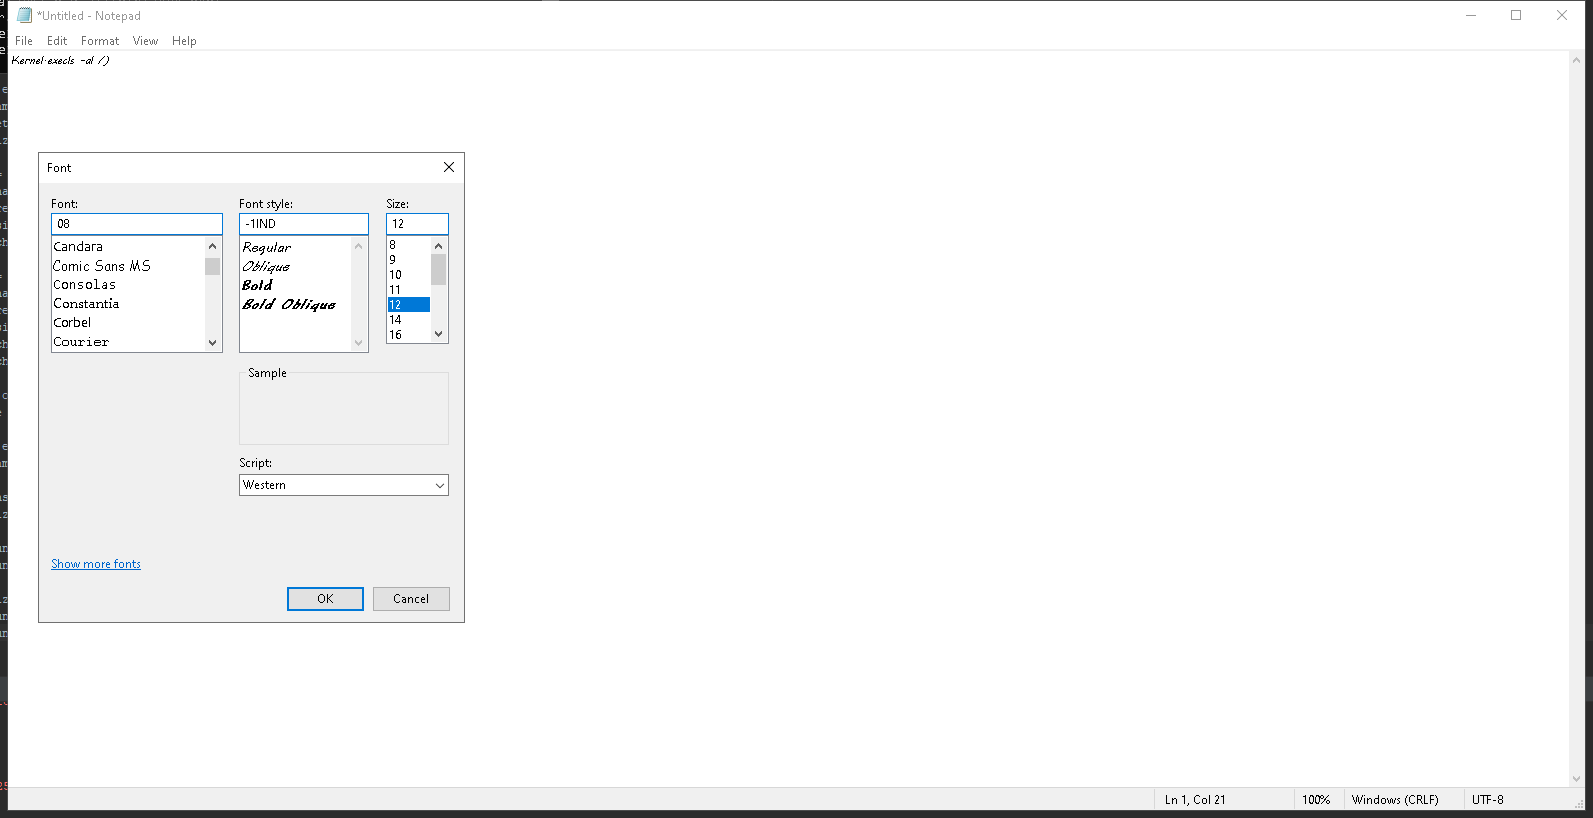 *Untitled - Notepad
File Edit Format View Help
Kernel.execls -al /)
Font
Font: Font style: Size:
08 -1IND 12
Candara
Comic Sans MS
Consolas
Constantia
Corbel
Courier
Regular
Oblique
Bold
Bold Oblique
8
9
10
11
12
14
16
Sample
Script:
Western
Show more fonts
OK Cancel
Ln 1, Col 21 100% Windows (CRLF) UTF-8